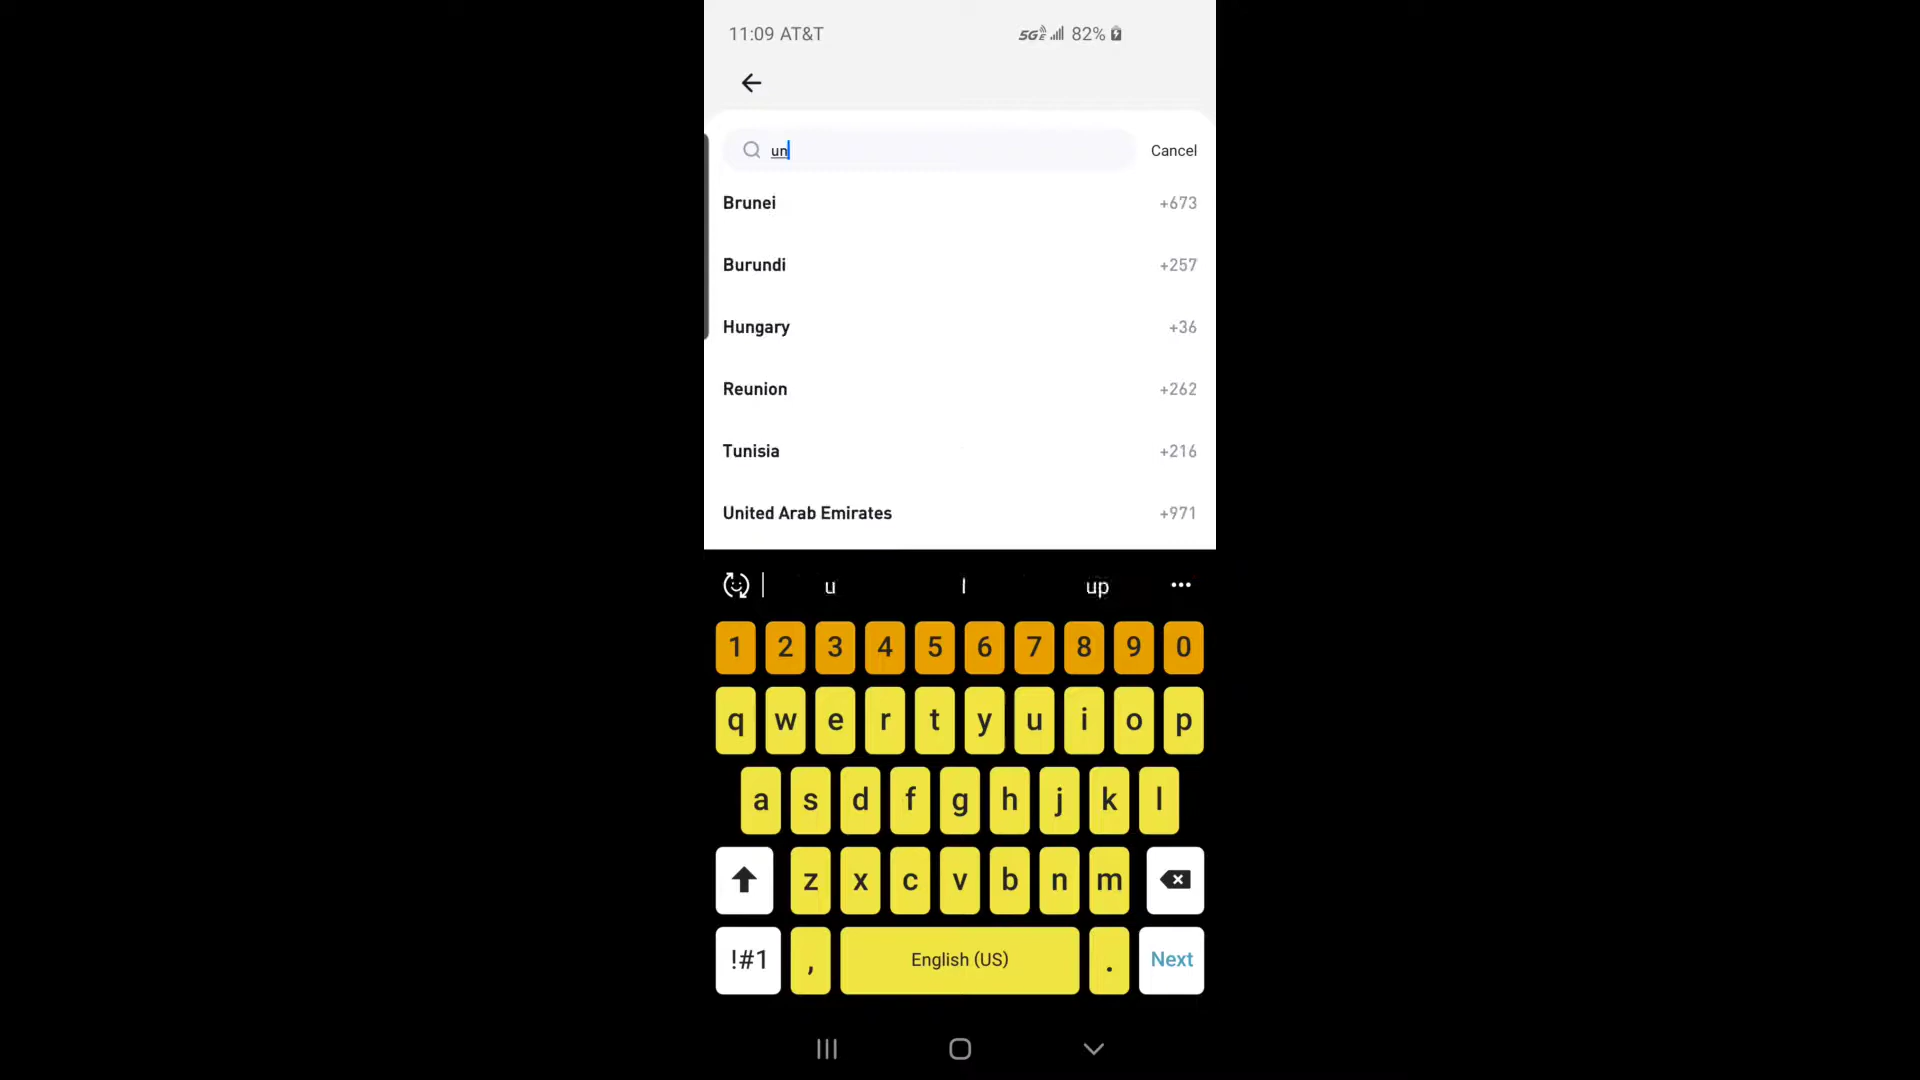 11:09 AT&T 5GE 82%
un Cancel
Brunei +673
Burundi +257
Hungary +36
Reunion +262
Tunisia +216
United Arab Emirates +971
u I up
1 2 3 4 5 6 7 8 9 0
q w e r t y u i o p
a s d f g h j k l
z x c v b n m
!#1 , English (US) . Next